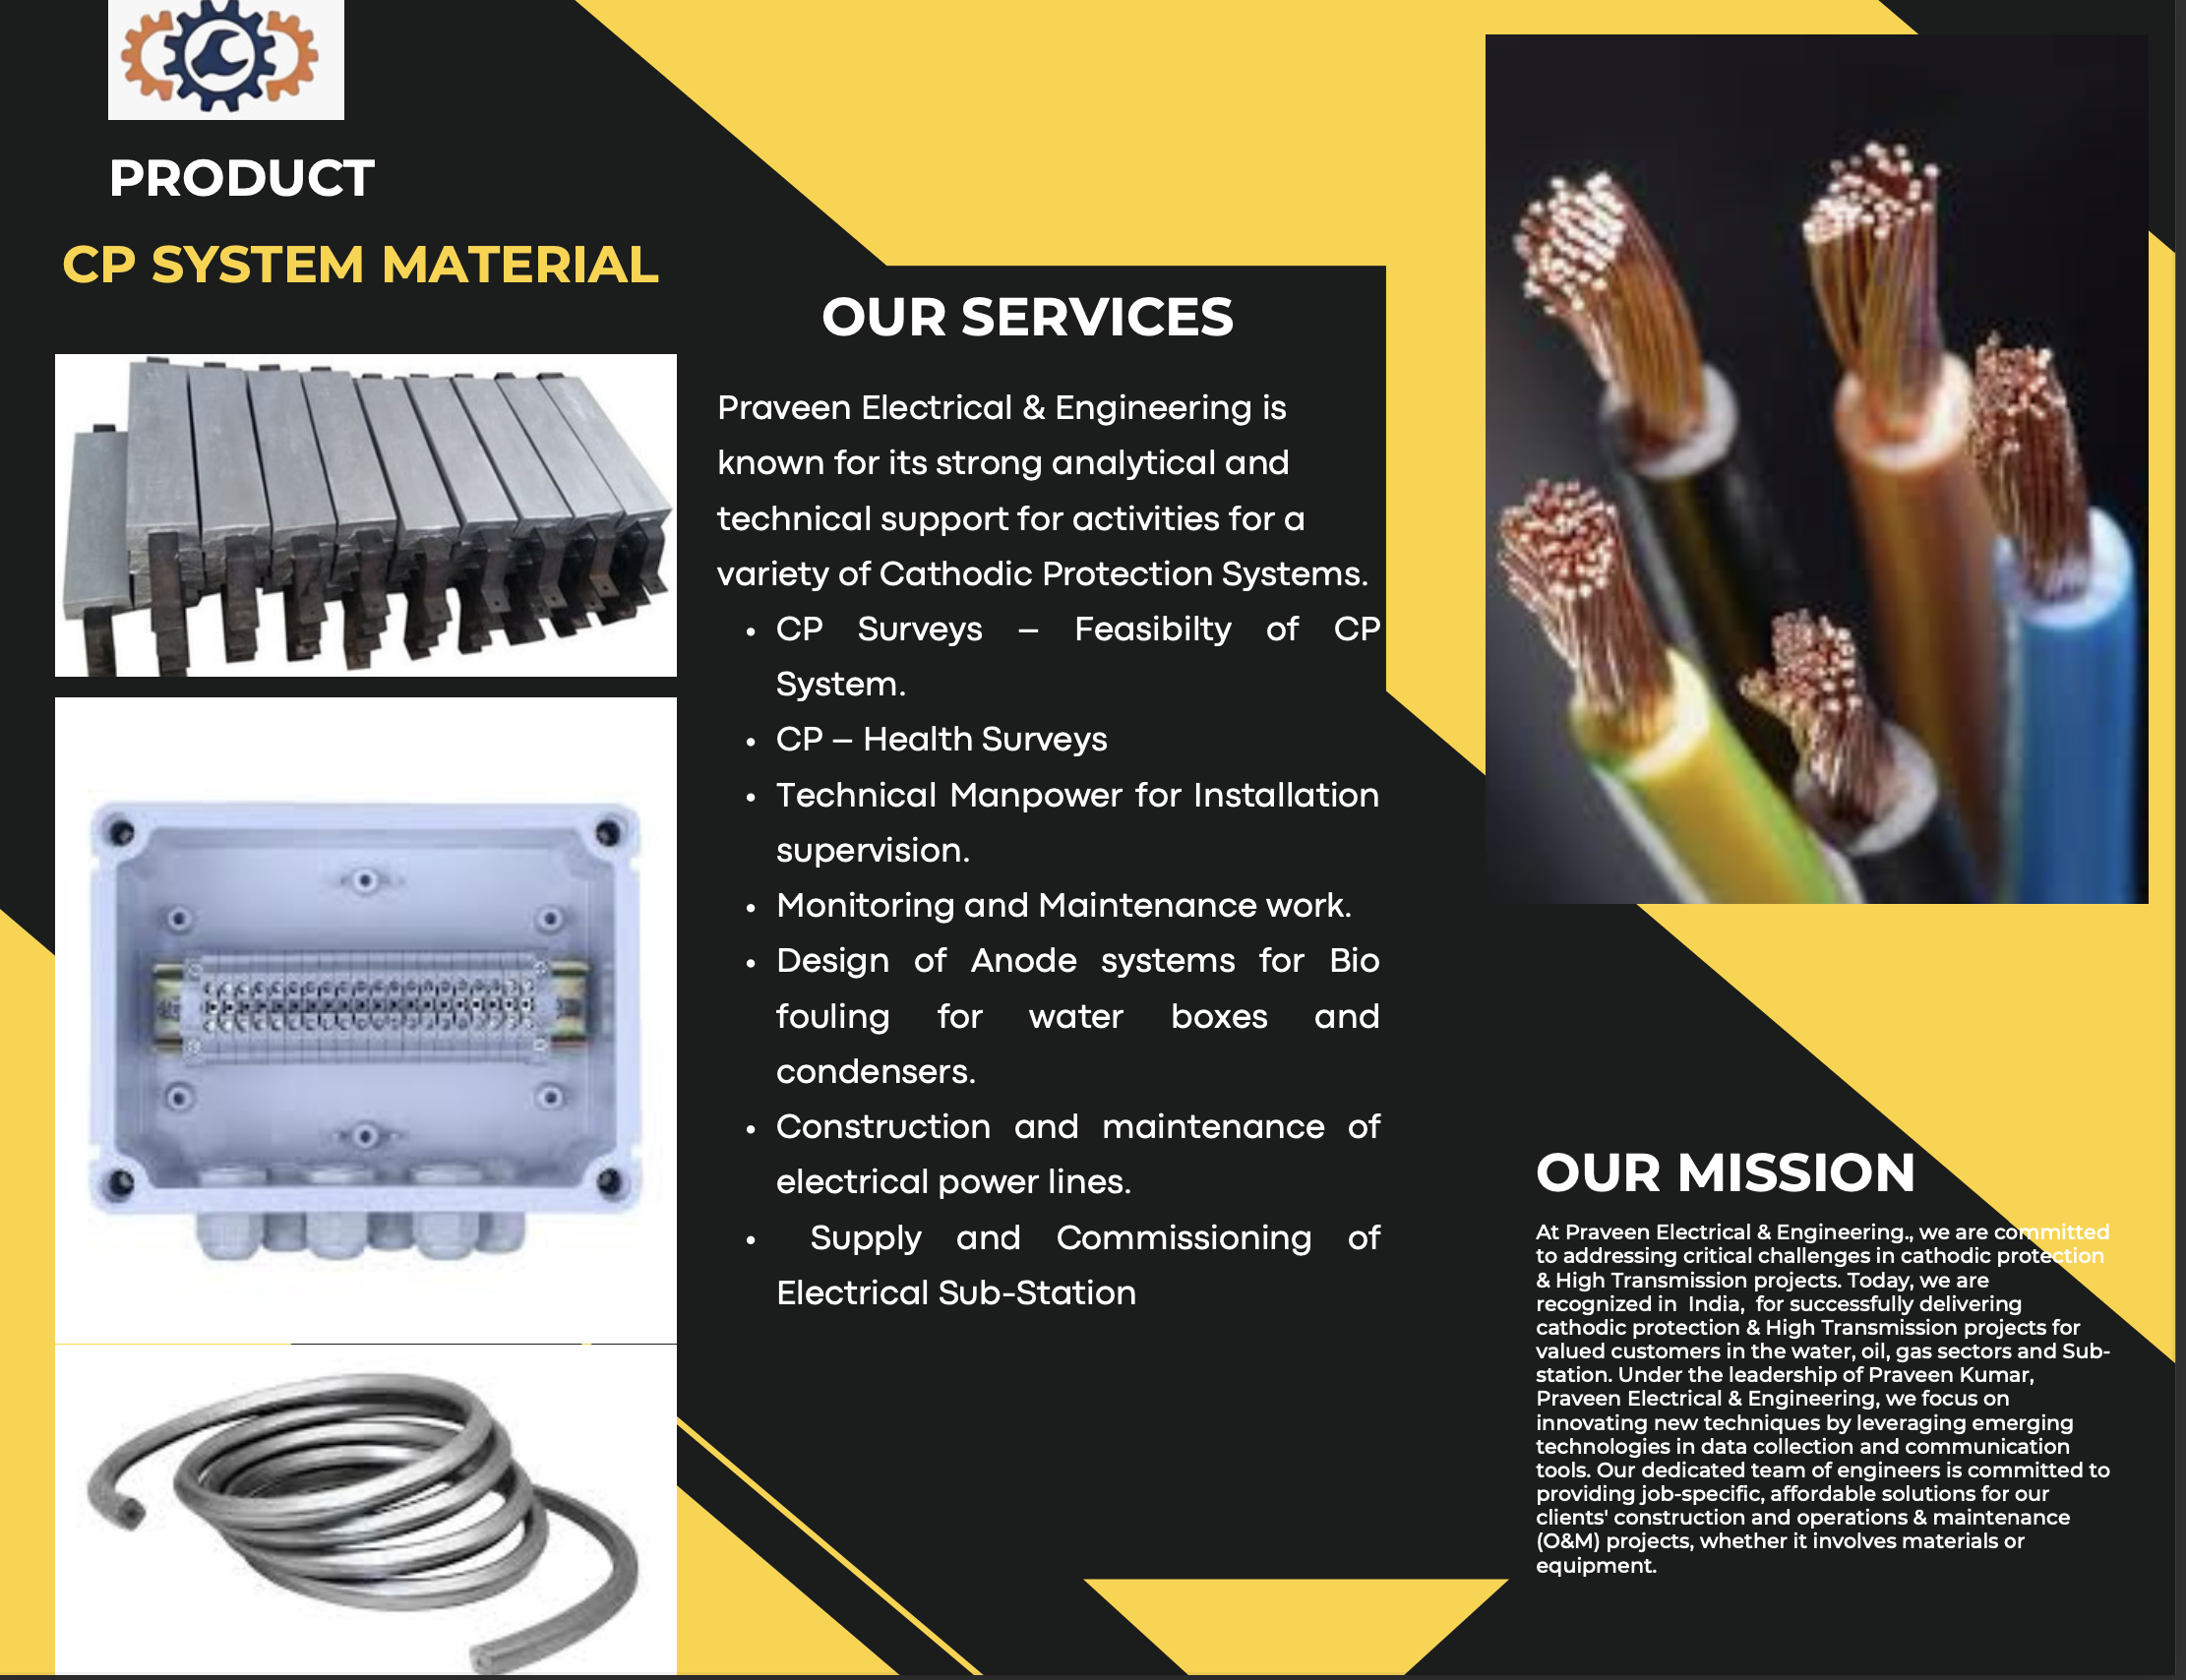 PRODUCT
CP SYSTEM MATERIAL
OUR SERVICES
Praveen Electrical & Engineering is
known for its strong analytical and
technical support for activities for a
variety of Cathodic Protection Systems.
• CP Surveys – Feasibilty of CP
System.
• CP – Health Surveys
• Technical Manpower for Installation
supervision.
• Monitoring and Maintenance work.
• Design of Anode systems for Bio
fouling for water boxes and
condensers.
• Construction and maintenance of
electrical power lines.
• Supply and Commissioning of
Electrical Sub-Station
OUR MISSION
At Praveen Electrical & Engineering., we are committed
to addressing critical challenges in cathodic protection
& High Transmission projects. Today, we are
recognized in India, for successfully delivering
cathodic protection & High Transmission projects for
valued customers in the water, oil, gas sectors and Sub-
station. Under the leadership of Praveen Kumar,
Praveen Electrical & Engineering, we focus on
innovating new techniques by leveraging emerging
technologies in data collection and communication
tools. Our dedicated team of engineers is committed to
providing job-specific, affordable solutions for our
clients' construction and operations & maintenance
(O&M) projects, whether it involves materials or
equipment.